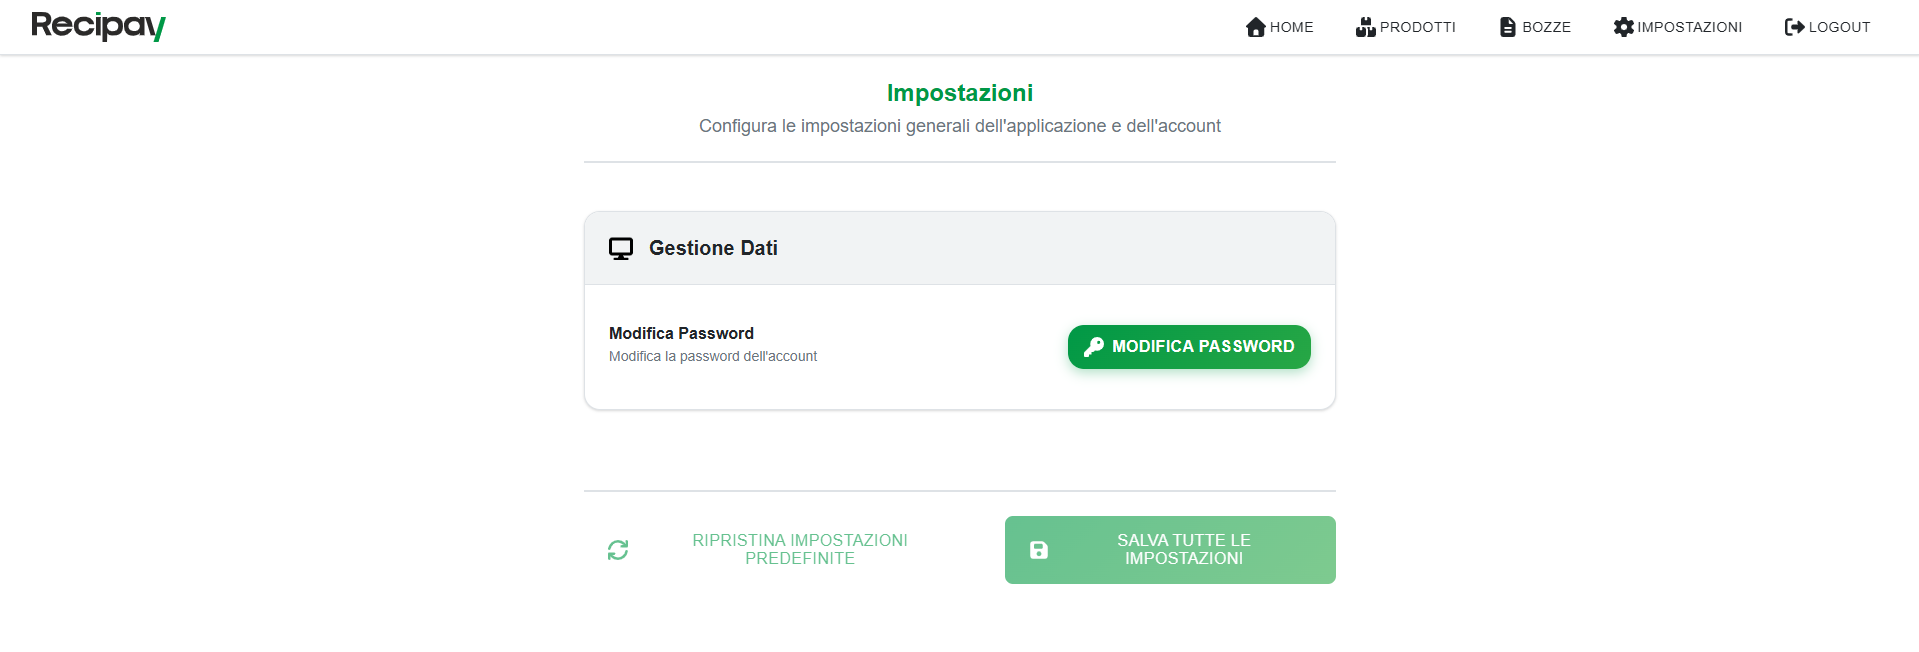 Recipay
HOME
PRODOTTI
BOZZE
IMPOSTAZIONI
LOGOUT
Impostazioni
Configura le impostazioni generali dell'applicazione e dell'account
Gestione Dati
Modifica Password
Modifica la password dell'account
MODIFICA PASSWORD
RIPRISTINA IMPOSTAZIONI
PREDEFINITE
SALVA TUTTE LE
IMPOSTAZIONI